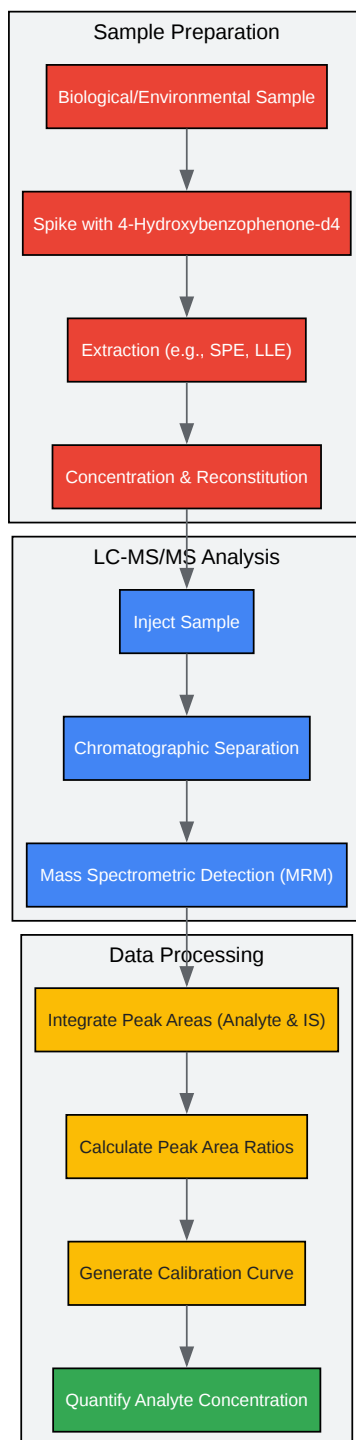 Sample Preparation
Biological/Environmental Sample
Spike with 4-Hydroxybenzophenone-d4
Extraction (e.g., SPE, LLE)
Concentration & Reconstitution
LC-MS/MS Analysis
Inject Sample
Chromatographic Separation
Mass Spectrometric Detection (MRM)
Data Processing
Integrate Peak Areas (Analyte & IS)
Calculate Peak Area Ratios
Generate Calibration Curve
Quantify Analyte Concentration